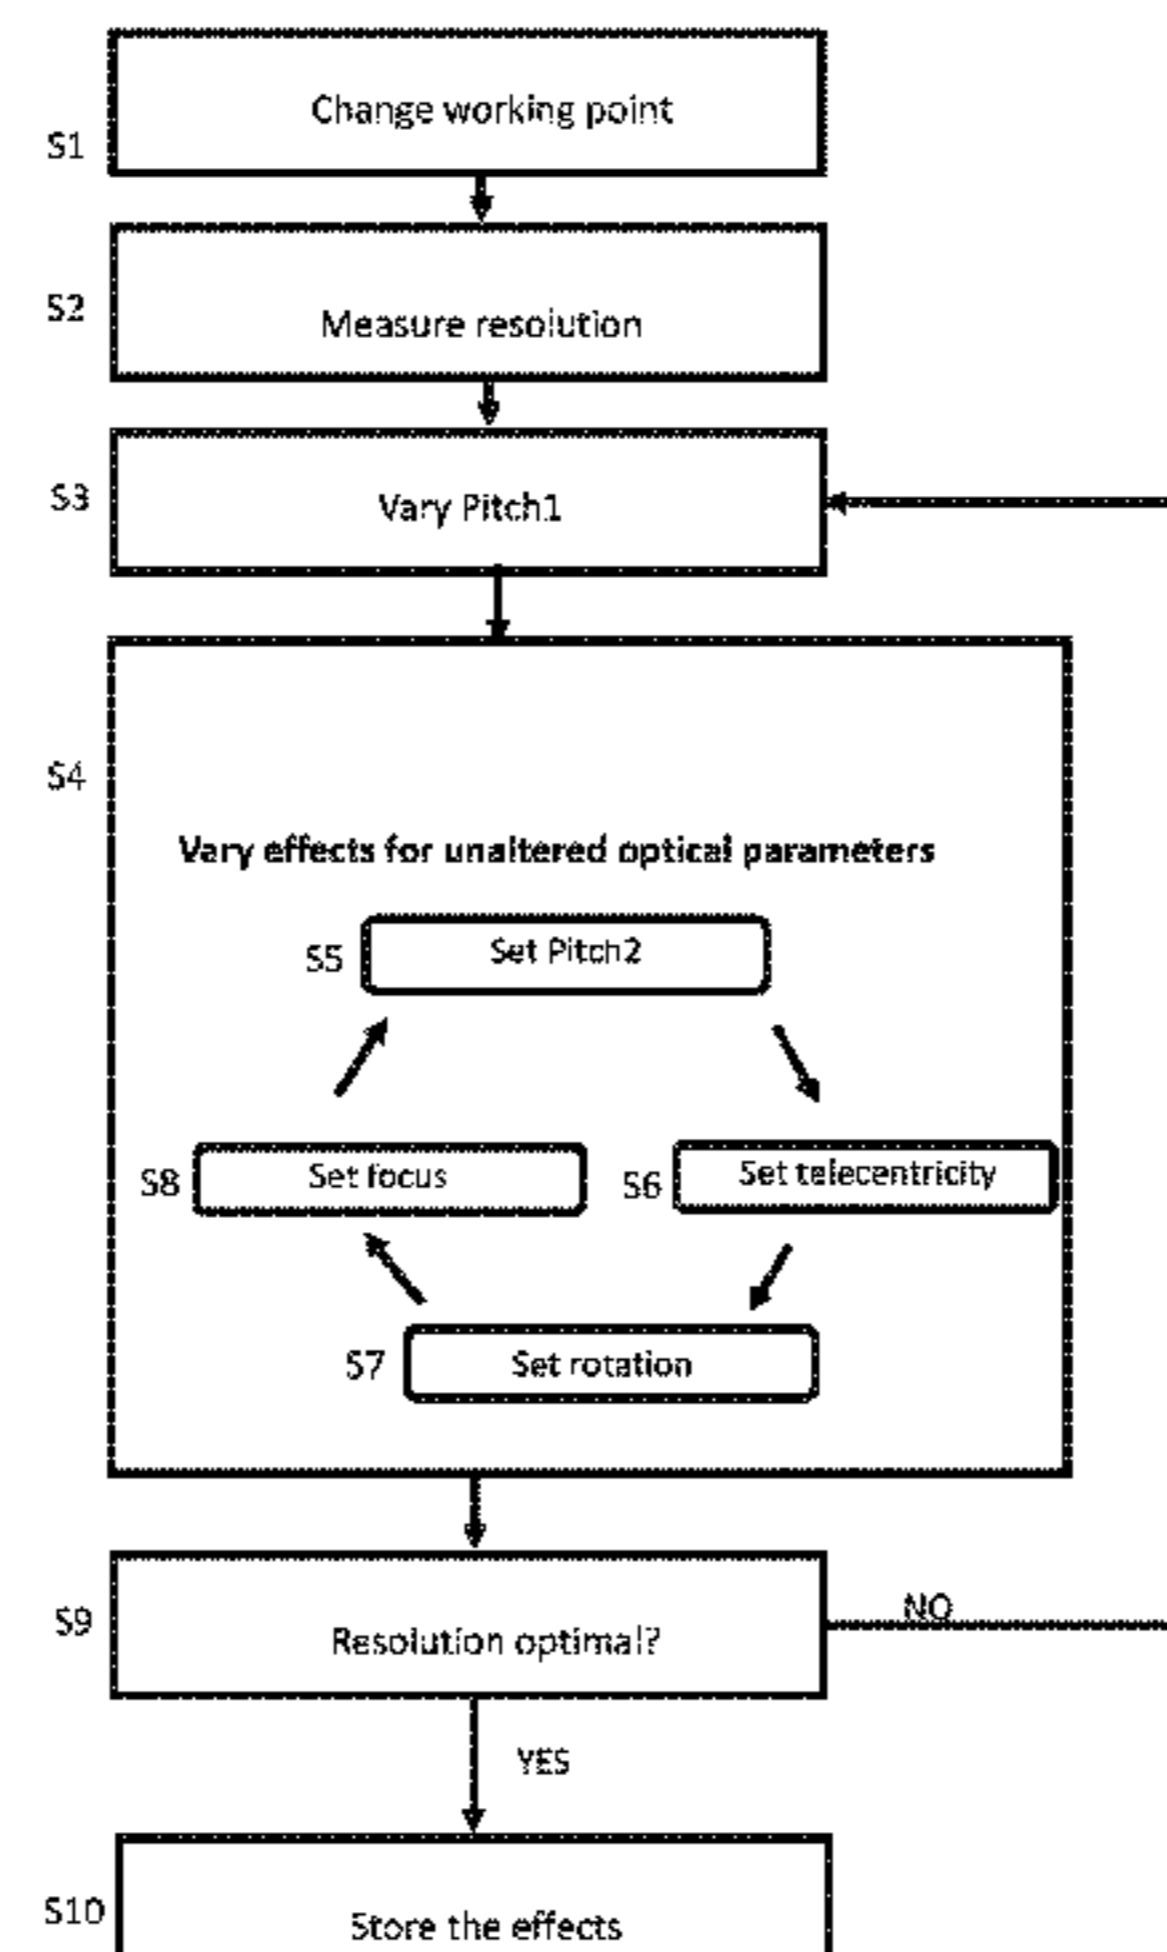 Change working point
S1
S2
Measure resolution
S3
Vary Pitch1
S4
Vary effects for unaltered optical parameters
S5
Set Pitch2
S8
Set focus
S6
Set telecentricity
S7
Set rotation
S9
Resolution optimal?
NO
YES
S10
Store the effects